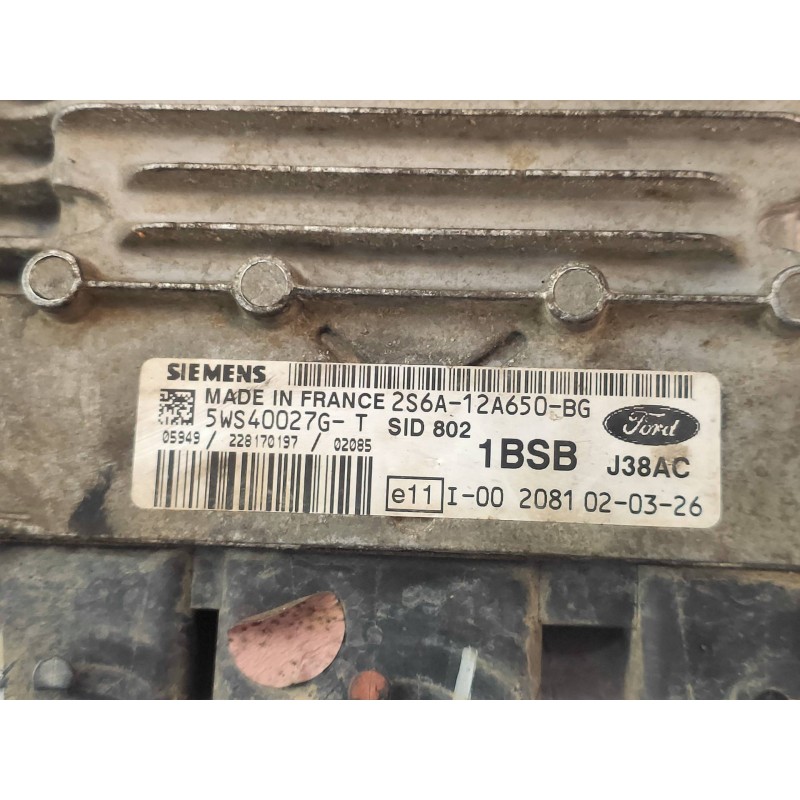 SIEMENS
MADE IN FRANCE 2S6A-12A650-BG
5WS40027G- T SID 802
Ford
05949 / 228170197 / 02085
1BSB J38AC
e11 I-00 2081 02-03-26